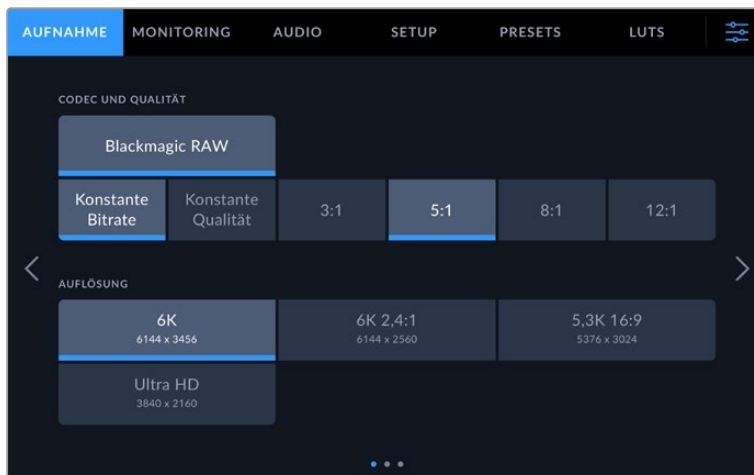 AUFNAHME MONITORING AUDIO SETUP PRESETS LUTS
CODEC UND QUALITÄT
Blackmagic RAW
Konstante Bitrate Konstante Qualität 3:1 5:1 8:1 12:1
AUFLÖSUNG
6K 6K 2,4:1 5,3K 16:9
6144 x 3456 6144 x 2560 5376 x 3024
Ultra HD
3840 x 2160